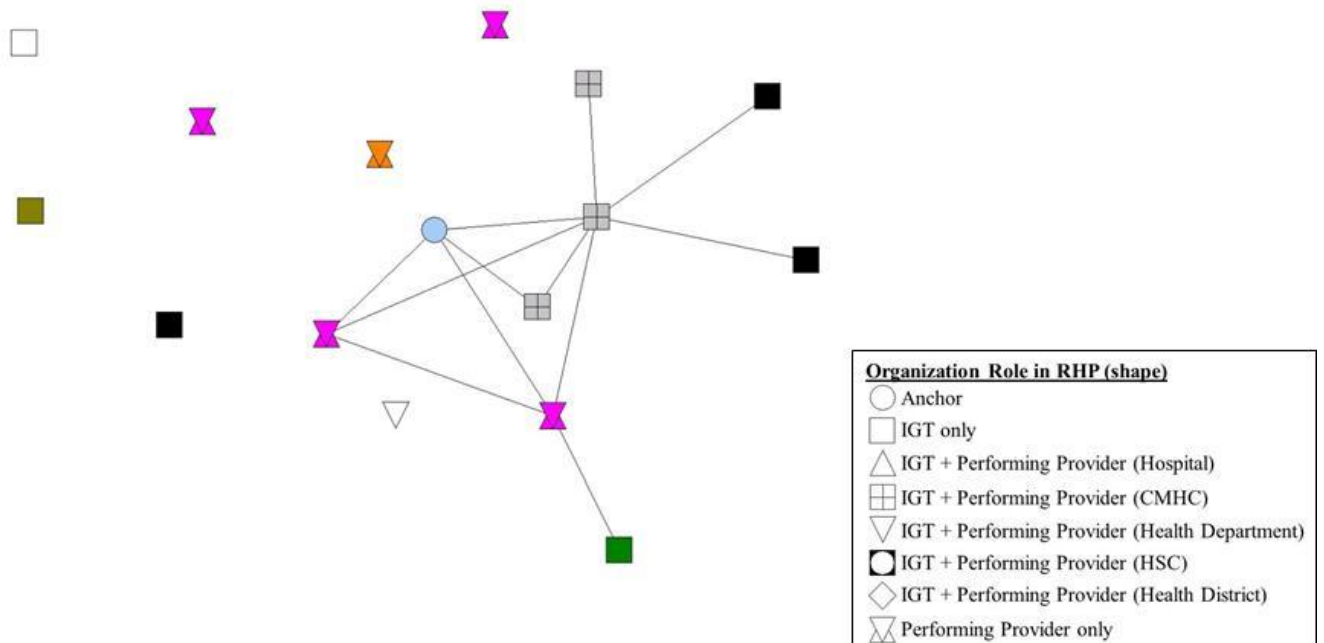 Organization Role in RHP (shape)
Anchor
IGT only
IGT + Performing Provider (Hospital)
IGT + Performing Provider (CMHC)
IGT + Performing Provider (Health Department)
IGT + Performing Provider (HSC)
IGT + Performing Provider (Health District)
Performing Provider only